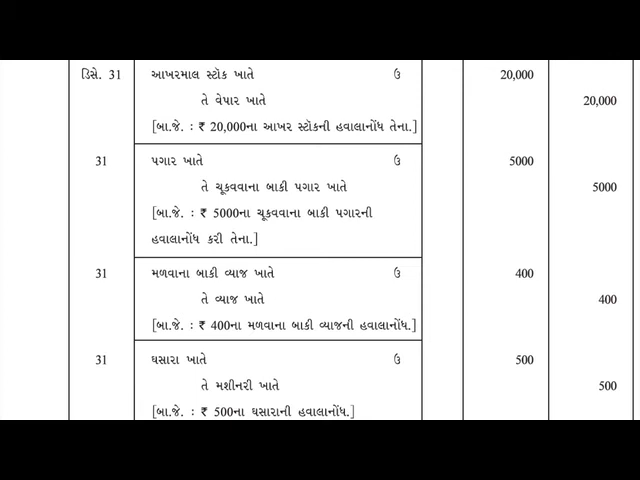 ડિસે. 31 આખરમાલ સ્ટૉક ખાતે ઉ 20,000
તે વેપાર ખાતે 20,000
[બા.જે. : ₹ 20,000ના આખર સ્ટૉકની હવાલાનોંધ તેના.]
31 પગાર ખાતે ઉ 5000
તે ચૂકવવાના બાકી પગાર ખાતે 5000
[બા.જે. : ₹ 5000ના ચૂકવવાના બાકી પગારની
હવાલાનોંધ કરી તેના.]
31 મળવાના બાકી વ્યાજ ખાતે ઉ 400
તે વ્યાજ ખાતે 400
[બા.જે. : ₹ 400ના મળવાના બાકી વ્યાજની હવાલાનોંધ.]
31 ઘસારા ખાતે ઉ 500
તે મશીનરી ખાતે 500
[બા.જે. : ₹ 500ના ઘસારાની હવાલાનોંધ.]